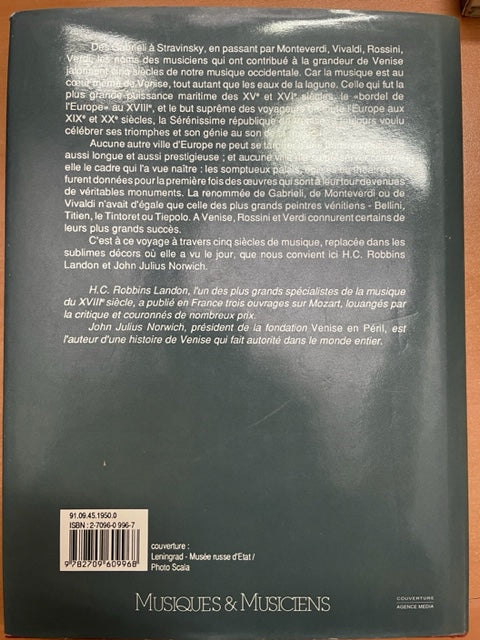 Des Gabrieli à Stravinsky, en passant par Monteverdi, Vivaldi, Rossini,
Verdi, les noms des musiciens qui ont contribué à la grandeur de Venise
jalonnent cinq siècles de notre musique occidentale. Car la musique est au
cœur même de Venise, tout autant que les eaux de la lagune. Celle qui fut la
plus grande puissance maritime des XVe et XVIe siècles, le «bordel de
l'Europe» au XVIIIe, et le but suprême des voyageurs de toute l'Europe aux
XIXe et XXe siècles, la Sérénissime république de Venise a toujours voulu
célébrer ses triomphes et son génie au son de la
Aucune autre ville d'Europe ne peut se
aussi longue et aussi prestigieuse ; et aucune
elle le cadre qui l'a vue naître : les somptueux palais, églises et théâtres où
furent données pour la première fois des œuvres qui sont à leur tour devenues
de véritables monuments. La renommée de Gabrieli, de Monteverdi ou de
Vivaldi n'avait d'égale que celle des plus grands peintres vénitiens - Bellini,
Titien, le Tintoret ou Tiepolo. A Venise, Rossini et Verdi connurent certains de
leurs plus grands succès.
C'est à ce voyage à travers cinq siècles de musique, replacée dans les
sublimes décors où elle a vu le jour, que nous convient ici H.C. Robbins
Landon et John Julius Norwich.
H.C. Robbins Landon, l'un des plus grands spécialistes de la musique
du XVIIIe siècle, a publié en France trois ouvrages sur Mozart, louangés par
la critique et couronnés de nombreux prix.
John Julius Norwich, président de la fondation Venise en Péril, est
l'auteur d'une histoire de Venise qui fait autorité dans le monde entier.
91.09.45.1950.0
ISBN : 2-7096-0 996-7
9 782709 609968
couverture :
Leningrad - Musée russe d'Etat /
Photo Scala
MUSIQUES & MUSICIENS
COUVERTURE
AGENCE MEDIA